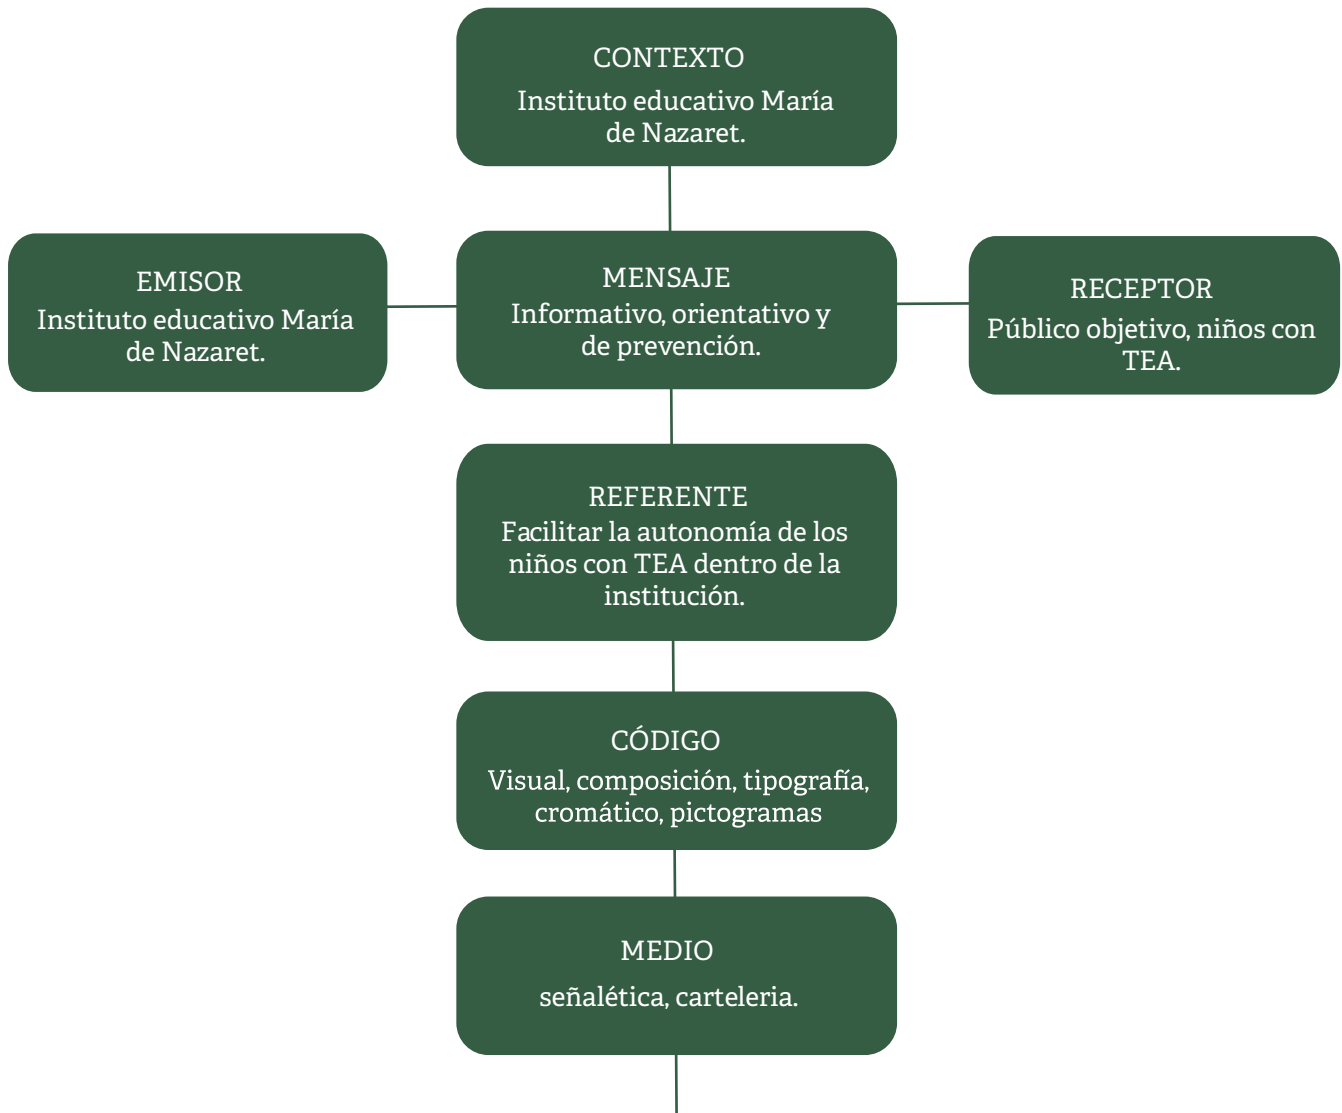 CONTEXTO
Instituto educativo María
de Nazaret.
EMISOR
Instituto educativo María
de Nazaret.
MENSAJE
Informativo, orientativo y
de prevención.
RECEPTOR
Público objetivo, niños con
TEA.
REFERENTE
Facilitar la autonomía de los
niños con TEA dentro de la
institución.
CÓDIGO
Visual, composición, tipografía,
cromático, pictogramas
MEDIO
señalética, carteleria.